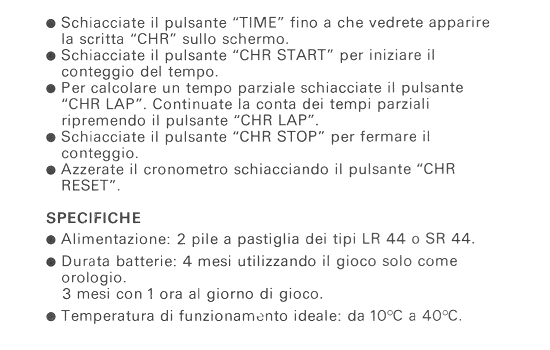 ● Schiacciate il pulsante “TIME” fino a che vedrete apparire
la scritta “CHR” sullo schermo.
● Schiacciate il pulsante “CHR START” per iniziare il
conteggio del tempo.
● Per calcolare un tempo parziale schiacciate il pulsante
“CHR LAP”. Continuate la conta dei tempi parziali
ripremendo il pulsante “CHR LAP”.
● Schiacciate il pulsante “CHR STOP” per fermare il
conteggio.
● Azzerate il cronometro schiacciando il pulsante “CHR
RESET”.
SPECIFICHE
● Alimentazione: 2 pile a pastiglia dei tipi LR 44 o SR 44.
● Durata batterie: 4 mesi utilizzando il gioco solo come
orologio.
3 mesi con 1 ora al giorno di gioco.
● Temperatura di funzionamento ideale: da 10ºC a 40ºC.